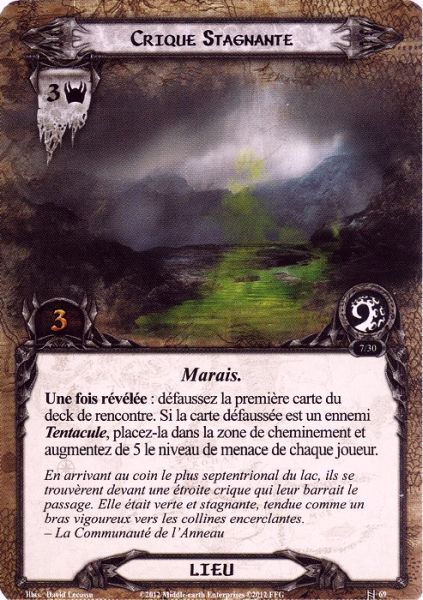 Crique Stagnante
3
3
7/30
Marais.
Une fois révélée : défaussez la première carte du
deck de rencontre. Si la carte défaussée est un ennemi
Tentacule, placez-la dans la zone de cheminement et
augmentez de 5 le niveau de menace de chaque joueur.
En arrivant au coin le plus septentrional du lac, ils se
trouvèrent devant une étroite crique qui leur barrait le
passage. Elle était verte et stagnante, tendue comme un
bras vigoureux vers les collines encerclantes.
– La Communauté de l'Anneau
LIEU
Illus. David Lecossu
©2012 Middle-earth Enterprises ©2012 FFG
69